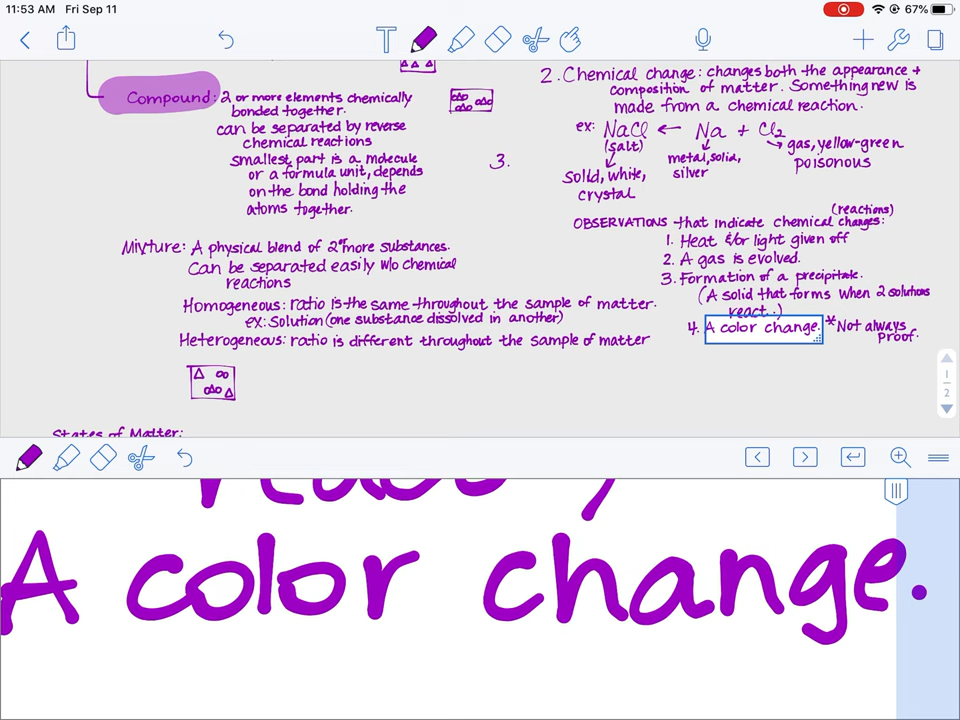 11:53 AM Fri Sep 11
67%
Compound: 2 or more elements chemically
bonded together.
can be separated by reverse
chemical reactions
smallest part is a molecule
or a formula unit, depends
on the bond holding the
atoms together.
Mixture: A physical blend of 2 or more substances.
Can be separated easily w/o chemical
reactions
Homogeneous: ratio is the same throughout the sample of matter.
ex: Solution (one substance dissolved in another)
Heterogeneous: ratio is different throughout the sample of matter
States of Matter:
2. Chemical change: changes both the appearance +
composition of matter. Something new is
made from a chemical reaction.
ex: NaCl ← Na + Cl₂
(salt)
solid, white,
crystal
metal, solid,
silver
gas, yellow-green
poisonous
3.
(reactions)
OBSERVATIONS that indicate chemical changes:
1. Heat &/or light given off
2. A gas is evolved.
3. Formation of a precipitate.
(A solid that forms when 2 solutions
react.)
4. A color change. *Not always
proof.
1
2
A color change.